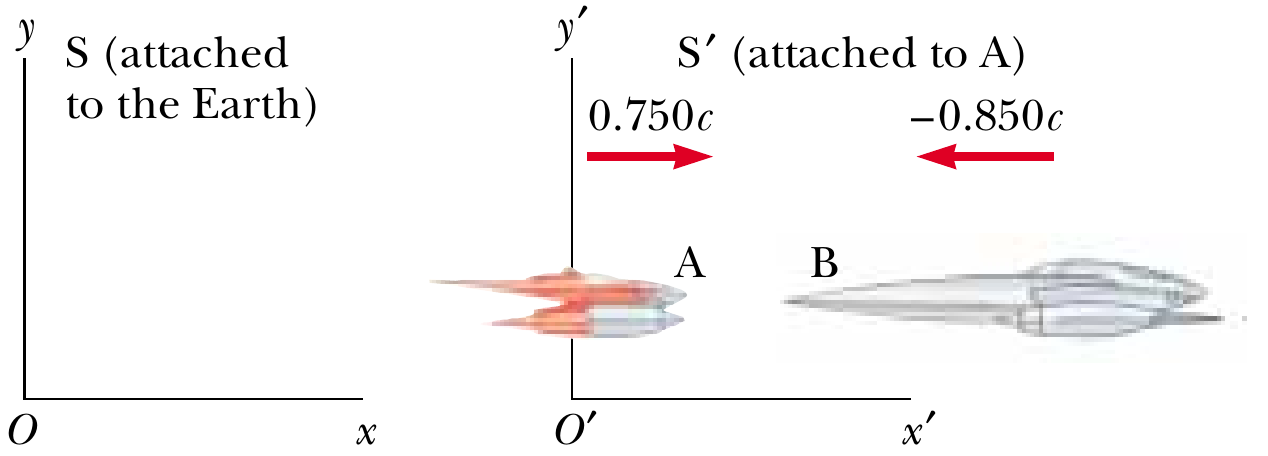 y
S (attached
to the Earth)
y′
S′ (attached to A)
0.750c
−0.850c
A
B
O
x
O′
x′